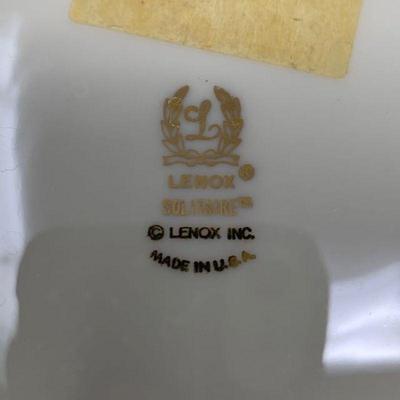 L
LENOX®
SOLITAIRE™
© LENOX INC.
MADE IN U.S.A.